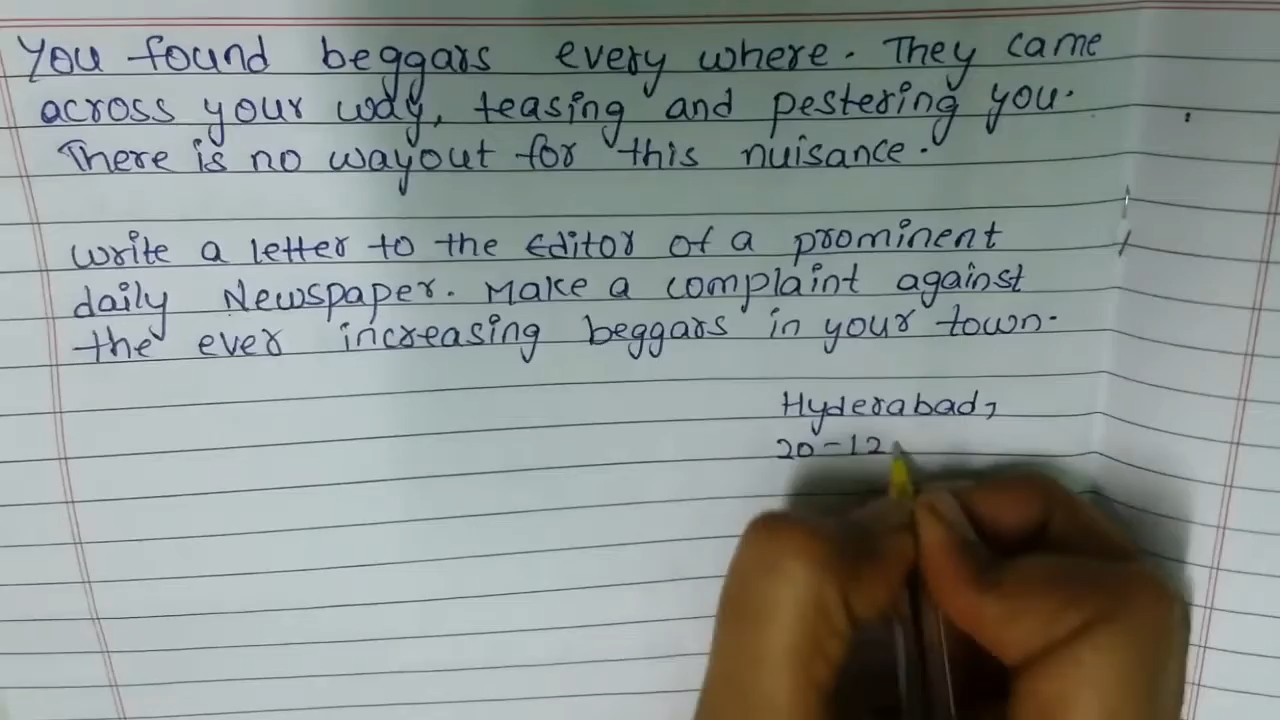 You found beggars every where. They came
across your way, teasing and pestering you.
There is no wayout for this nuisance.
Write a letter to the Editor of a prominent
daily Newspaper. Make a complaint against
the ever increasing beggars in your town.
Hyderabad,
20-12